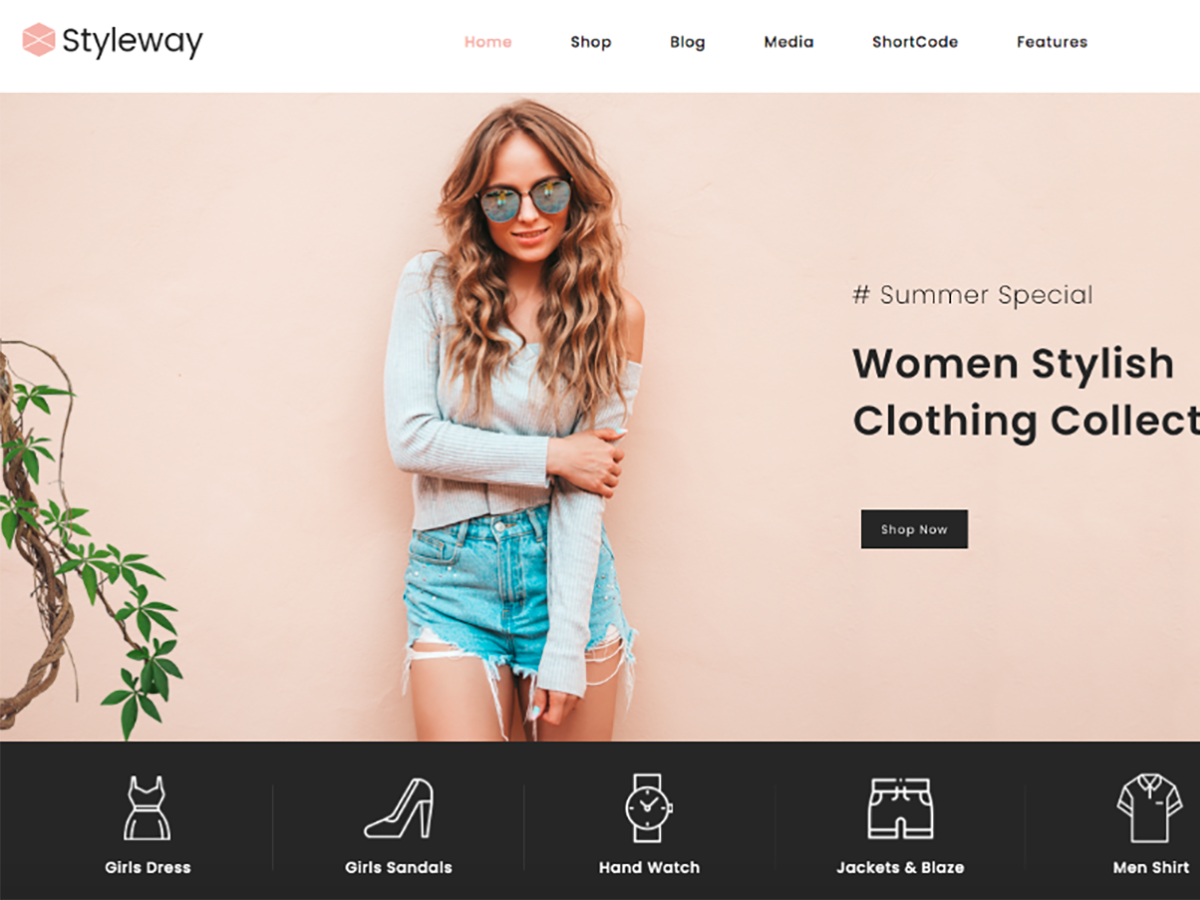 Styleway
Home Shop Blog Media ShortCode Features
# Summer Special
Women Stylish
Clothing Collect
Shop Now
Girls Dress Girls Sandals Hand Watch Jackets & Blaze Men Shirt